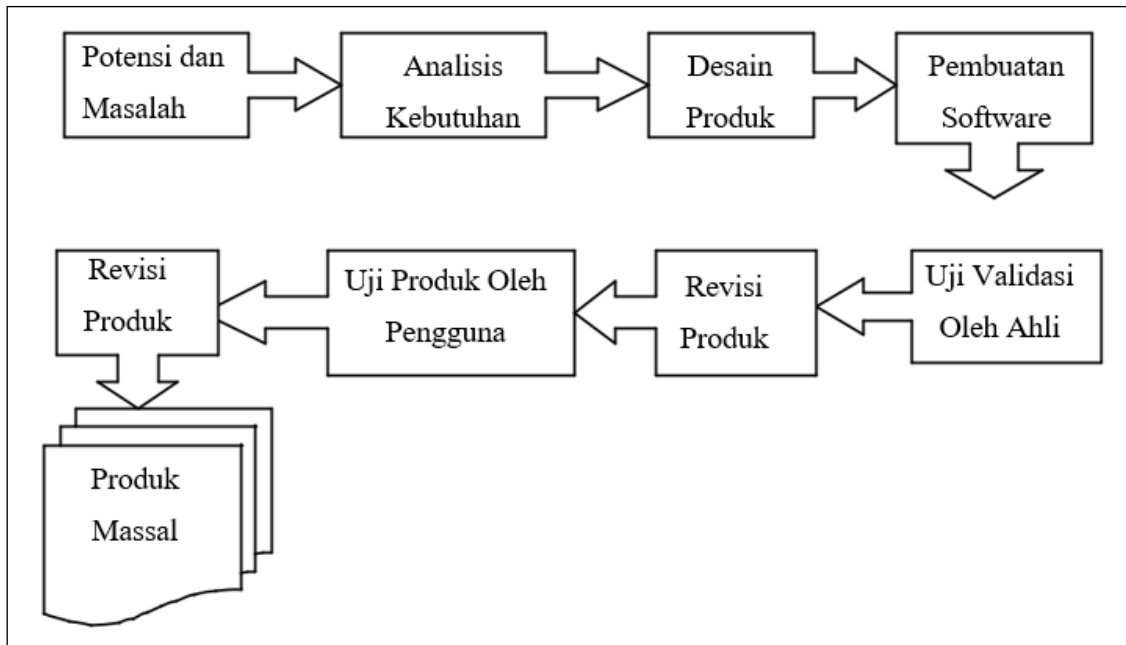 Potensi dan
Masalah
Analisis
Kebutuhan
Desain
Produk
Pembuatan
Software
Uji Validasi
Oleh Ahli
Revisi
Produk
Uji Produk Oleh
Pengguna
Revisi
Produk
Produk
Massal